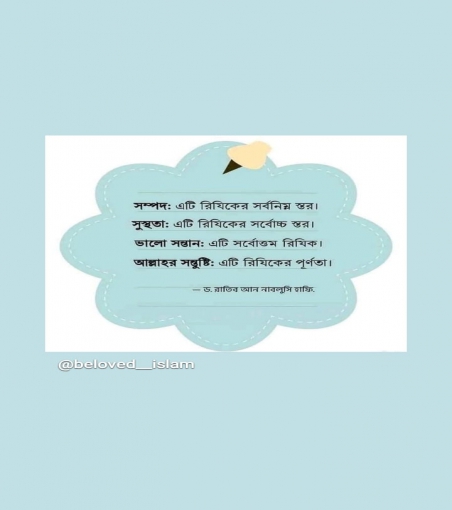 সম্পদ: এটি রিযিকের সর্বনিম্ন স্তর।
সুস্থতা: এটি রিযিকের সর্বোচ্চ স্তর।
ভালো সন্তান: এটি সর্বোত্তম রিযিক।
আল্লাহর সন্তুষ্টি: এটি রিযিকের পূর্ণতা।
— ড. রাতিব আন নাবলুসি হাফি.
@beloved__islam